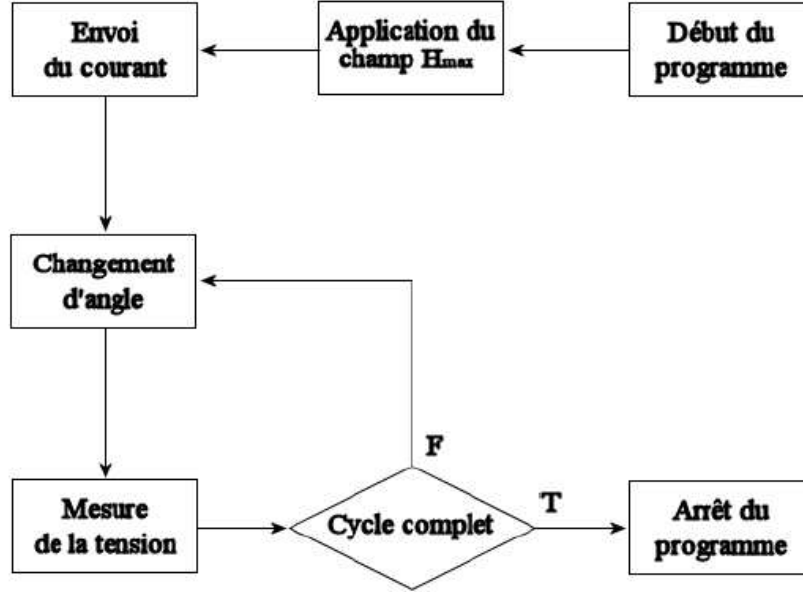 Envoi
du courant
Application du
champ Hmax
Début du
programme
Changement
d'angle
F
Mesure
de la tension
Cycle complet
T
Arrêt du
programme